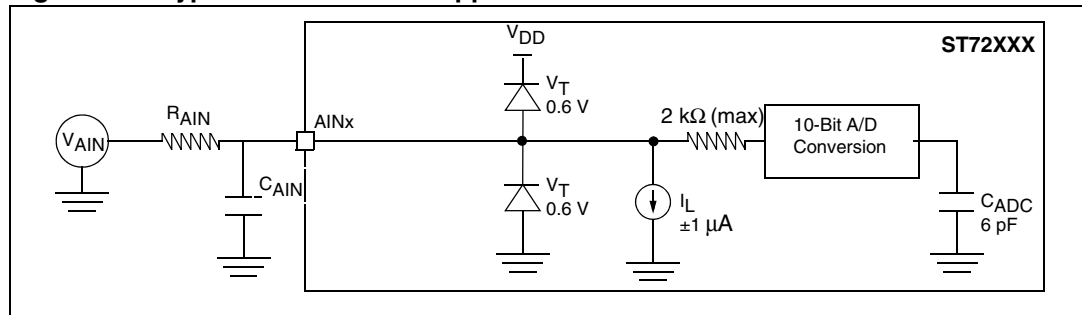 V_DD
ST72XXX
V_T
0.6 V
R_AIN
AINx
2 kΩ (max)
10-Bit A/D
Conversion
V_AIN
C_AIN
V_T
0.6 V
I_L
±1 μA
C_ADC
6 pF